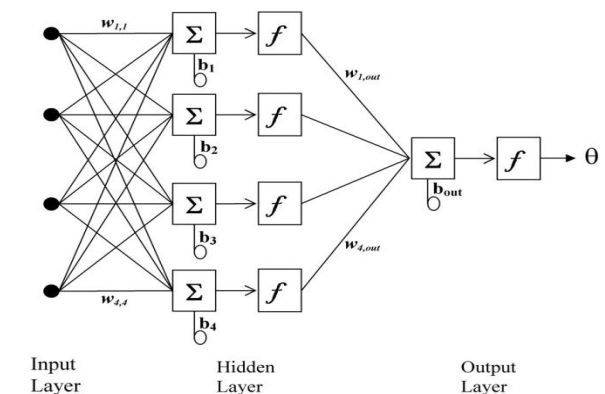 w1,1
Σ
f
b1
w1,out
Σ
f
b2
Σ
f
θ
bout
Σ
f
b3
w4,out
w4,4
Σ
f
b4
Input
Layer
Hidden
Layer
Output
Layer